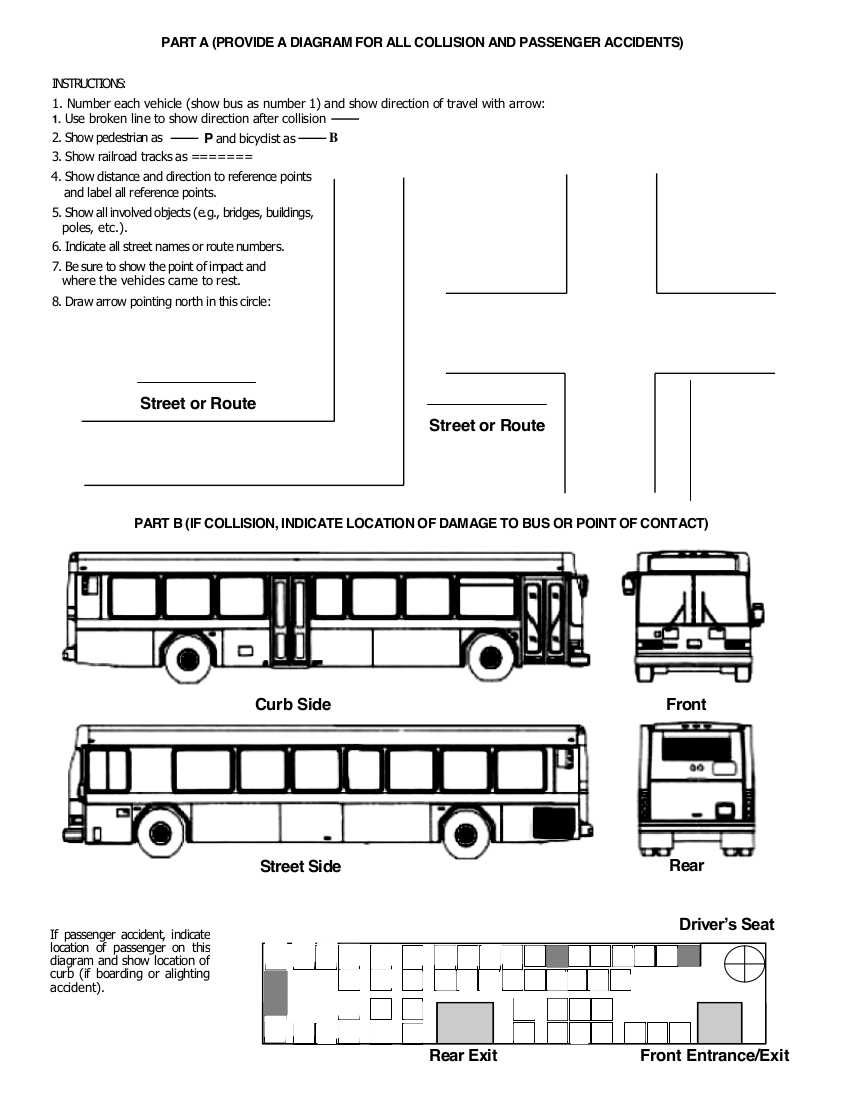 PART A (PROVIDE A DIAGRAM FOR ALL COLLISION AND PASSENGER ACCIDENTS)
INSTRUCTIONS:
1. Number each vehicle (show bus as number 1) and show direction of travel with arrow:
1. Use broken line to show direction after collision ——
2. Show pedestrian as —— P and bicyclist as —— B
3. Show railroad tracks as =======
4. Show distance and direction to reference points
and label all reference points.
5. Show all involved objects (e.g., bridges, buildings,
poles, etc.).
6. Indicate all street names or route numbers.
7. Be sure to show the point of impact and
where the vehicles came to rest.
8. Draw arrow pointing north in this circle:
Street or Route
Street or Route
PART B (IF COLLISION, INDICATE LOCATION OF DAMAGE TO BUS OR POINT OF CONTACT)
Curb Side
Front
Street Side
Rear
Driver's Seat
If passenger accident, indicate
location of passenger on this
diagram and show location of
curb (if boarding or alighting
accident).
Rear Exit
Front Entrance/Exit